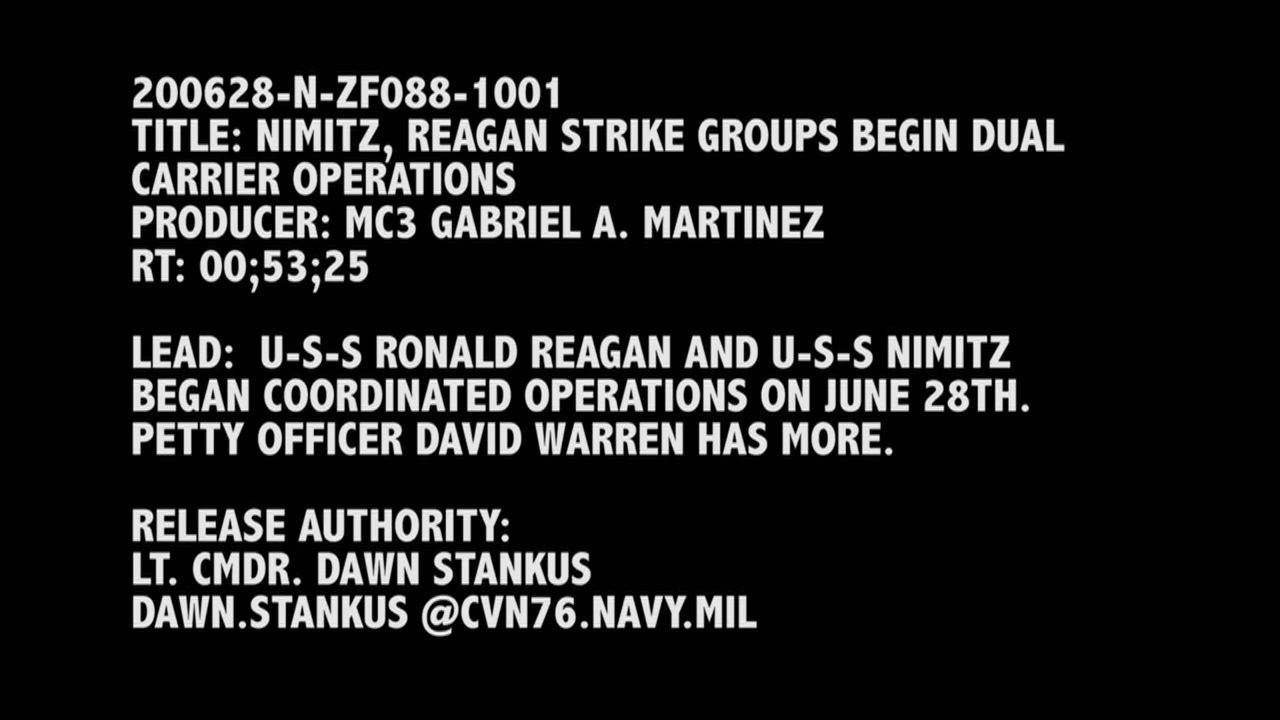 200628-N-ZF088-1001
TITLE: NIMITZ, REAGAN STRIKE GROUPS BEGIN DUAL
CARRIER OPERATIONS
PRODUCER: MC3 GABRIEL A. MARTINEZ
RT: 00;53;25
LEAD:  U-S-S RONALD REAGAN AND U-S-S NIMITZ
BEGAN COORDINATED OPERATIONS ON JUNE 28TH.
PETTY OFFICER DAVID WARREN HAS MORE.
RELEASE AUTHORITY:
LT. CMDR. DAWN STANKUS
DAWN.STANKUS @CVN76.NAVY.MIL